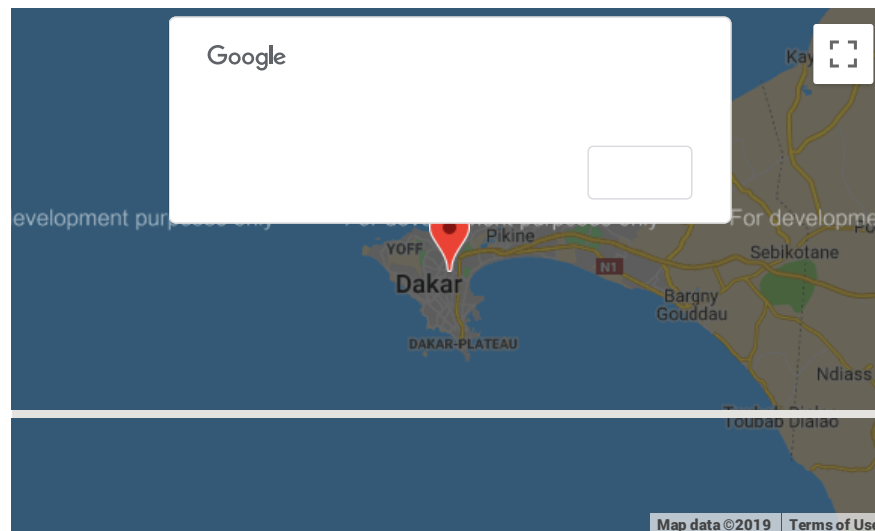 Google
Kay
evelopment purposes only
For development purposes only
For developme
Pikine
YOFF
Sebikotane
N1
Dakar
Bargny
Gouddau
DAKAR-PLATEAU
Ndiass
Toubab Dialao
Map data ©2019
Terms of Use